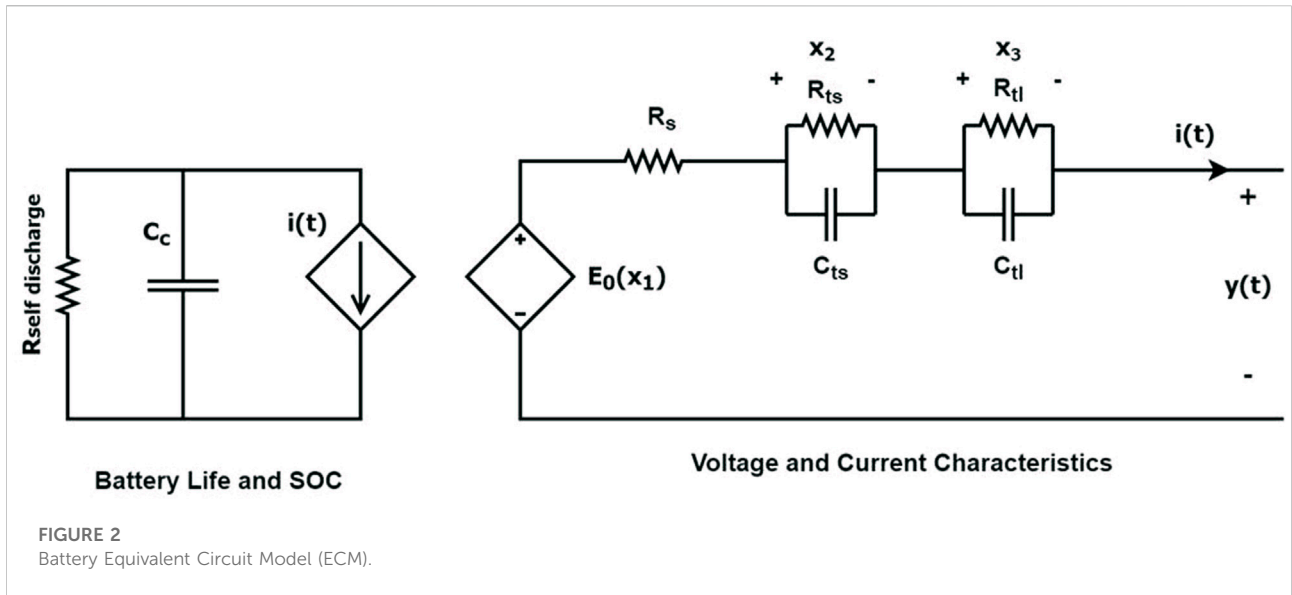 x₂
+ Rts -
Cts
x₃
+ Rtl -
Ctl
Rs
i(t)
+
y(t)
-
Rself discharge
Cc
i(t)
+
E₀(x₁)
-
Battery Life and SOC
Voltage and Current Characteristics
FIGURE 2
Battery Equivalent Circuit Model (ECM).